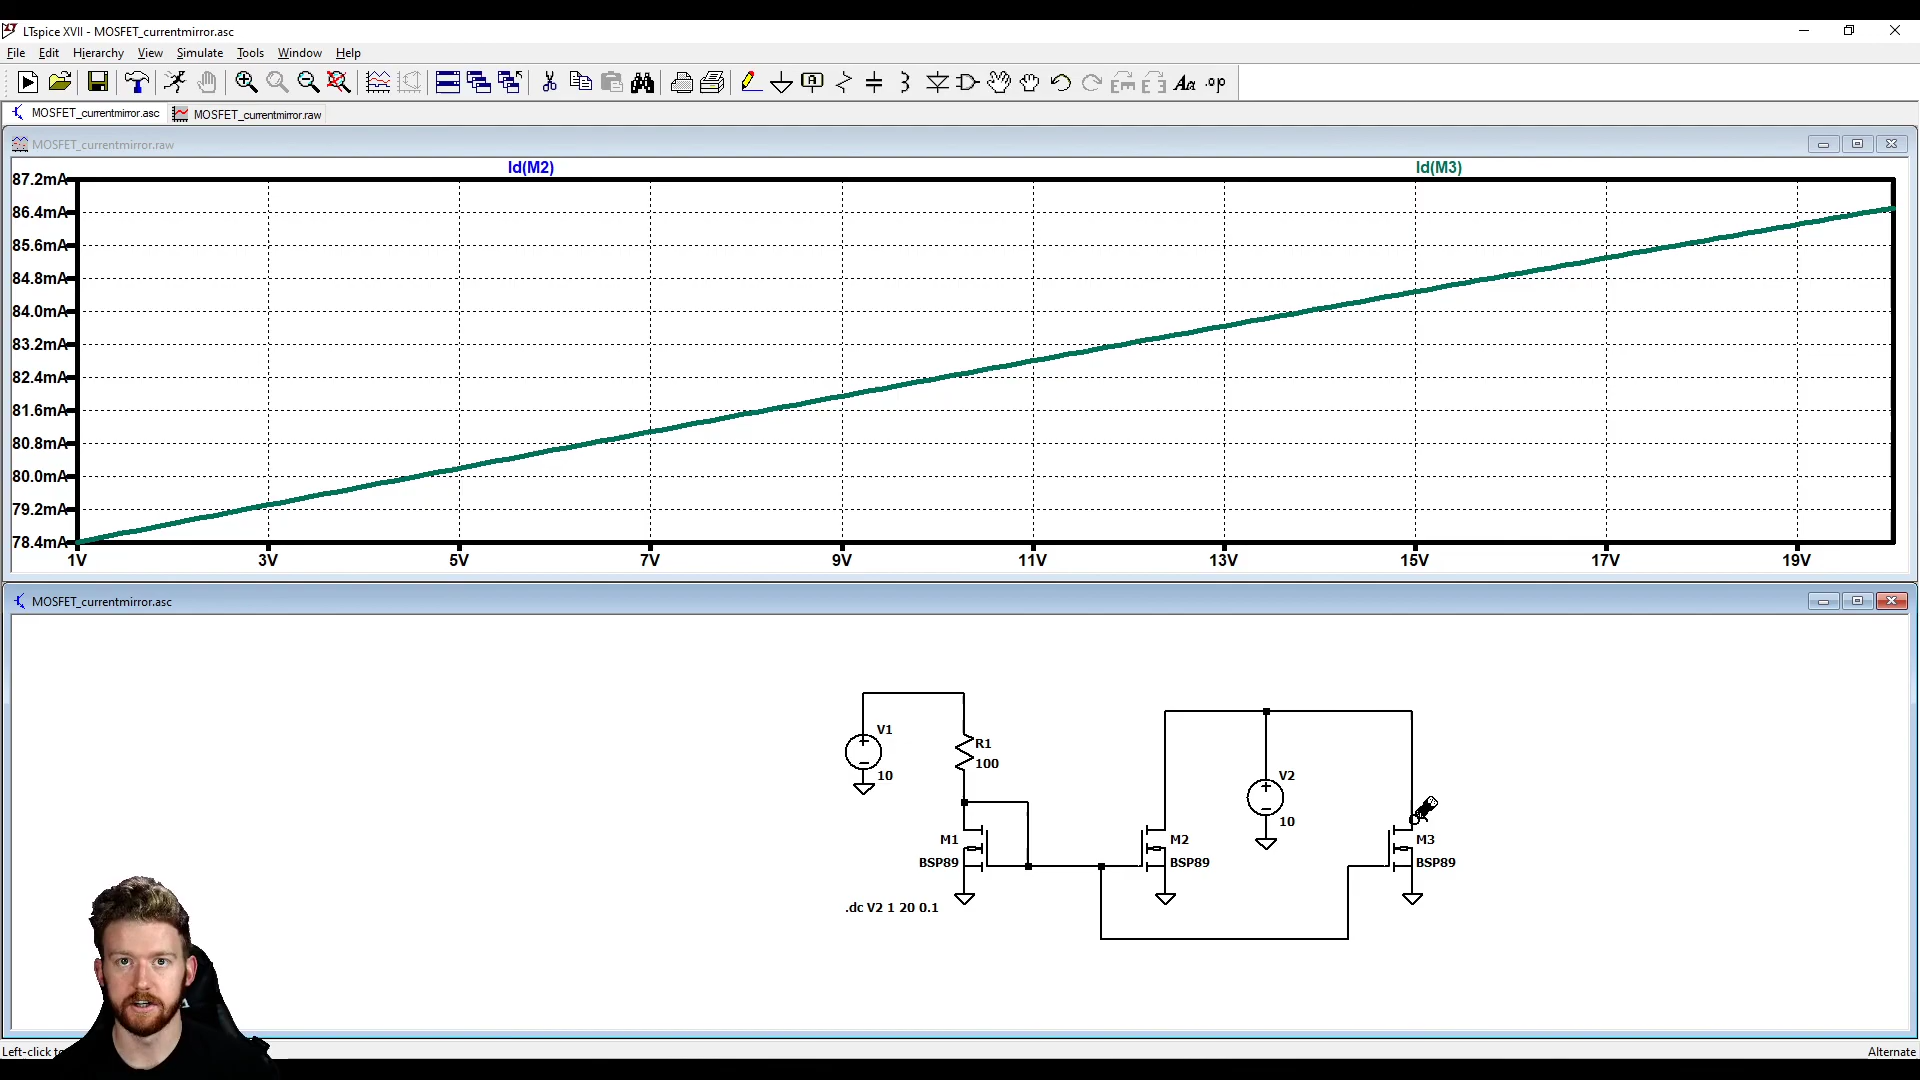 LTspice XVII - MOSFET_currentmirror.asc
File Edit Hierarchy View Simulate Tools Window Help
MOSFET_currentmirror.asc MOSFET_currentmirror.raw
MOSFET_currentmirror.raw
Id(M2) Id(M3)
87.2mA
86.4mA
85.6mA
84.8mA
84.0mA
83.2mA
82.4mA
81.6mA
80.8mA
80.0mA
79.2mA
78.4mA
1V 3V 5V 7V 9V 11V 13V 15V 17V 19V
MOSFET_currentmirror.asc
V1
10
R1
100
V2
10
M1
BSP89
M2
BSP89
M3
BSP89
.dc V2 1 20 0.1
Left-click
Alternate